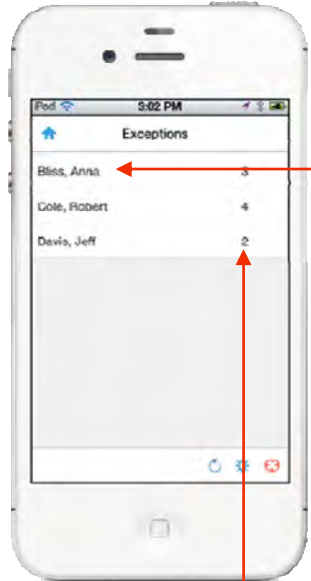 iPod 3:02 PM
Exceptions
Bliss, Anna 3
Cole, Robert 4
Davis, Jeff 2